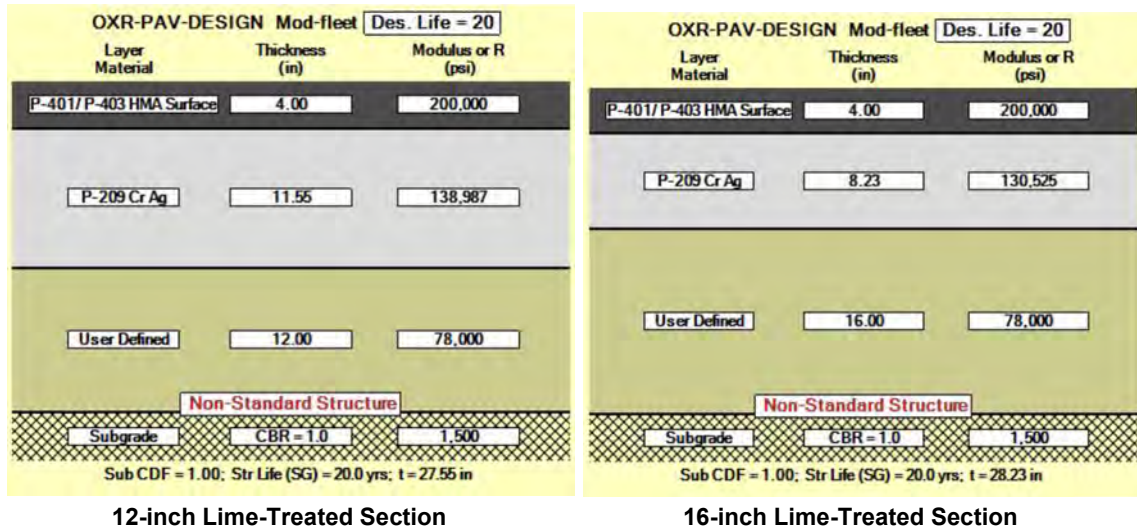 OXR-PAV-DESIGN Mod-fleet Des. Life = 20
Layer Material Thickness (in) Modulus or R (psi)
P-401/ P-403 HMA Surface 4.00 200,000
P-209 Cr Ag 11.55 138,987
User Defined 12.00 78,000
Non-Standard Structure
Subgrade CBR = 1.0 1,500
Sub CDF = 1.00; Str Life (SG) = 20.0 yrs; t = 27.55 in
12-inch Lime-Treated Section
OXR-PAV-DESIGN Mod-fleet Des. Life = 20
Layer Material Thickness (in) Modulus or R (psi)
P-401/ P-403 HMA Surface 4.00 200,000
P-209 Cr Ag 8.23 130,525
User Defined 16.00 78,000
Non-Standard Structure
Subgrade CBR = 1.0 1,500
Sub CDF = 1.00; Str Life (SG) = 20.0 yrs; t = 28.23 in
16-inch Lime-Treated Section